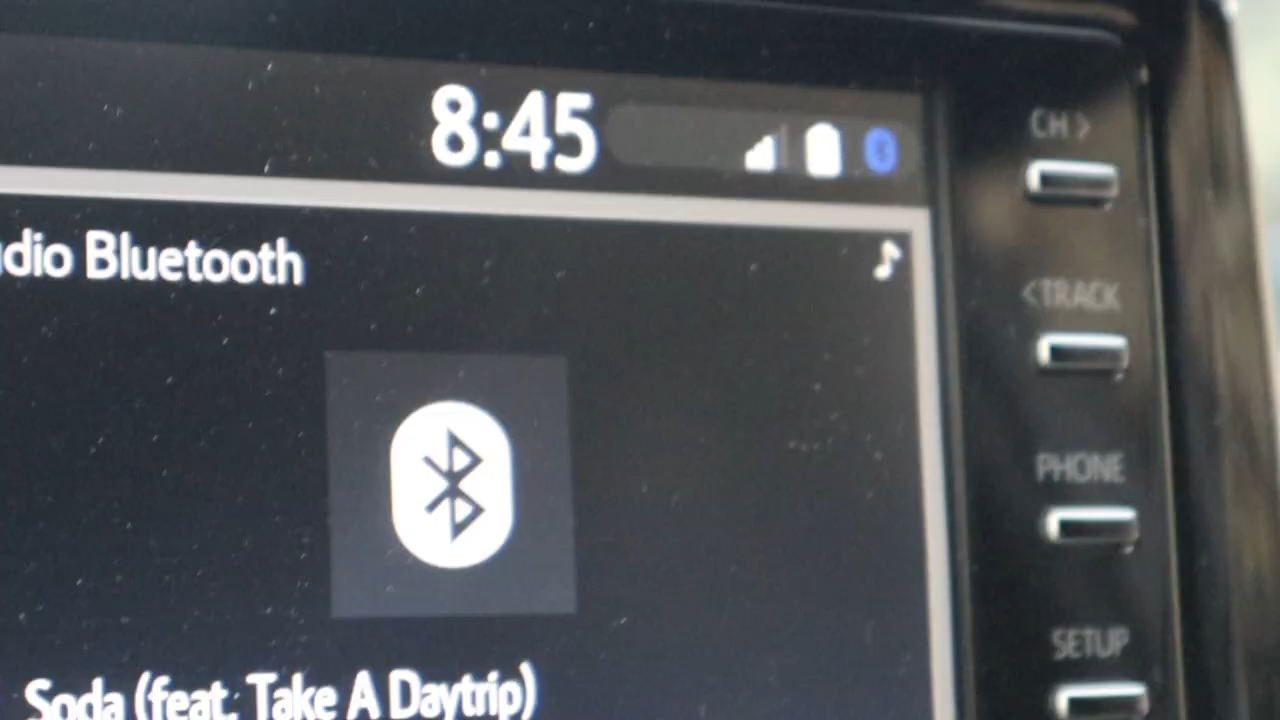 8:45
CH >
udio Bluetooth
<TRACK
PHONE
SETUP
Soda (feat. Take A Daytrip)